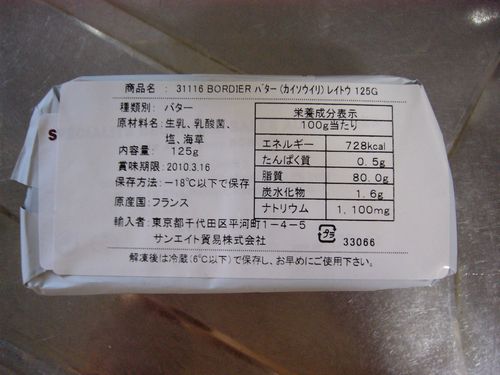 商品名： 31116 BORDIER バター（カイソウイリ）レイトウ 125G
種類別： バター
原材料名：生乳、乳酸菌、
塩、海草
内容量： 125g
賞味期限：2010.3.16
保存方法：－18℃以下で保存
原産国：フランス
輸入者：東京都千代田区平河町1－4－5
サンエイト貿易株式会社
栄養成分表示
100g当たり
エネルギー 728kcal
たんぱく質 0.5g
脂質 80.0g
炭水化物 1.6g
ナトリウム 1,100mg
プラ
33066
解凍後は冷蔵（6℃以下）で保存し、お早めにご使用下さい。
S